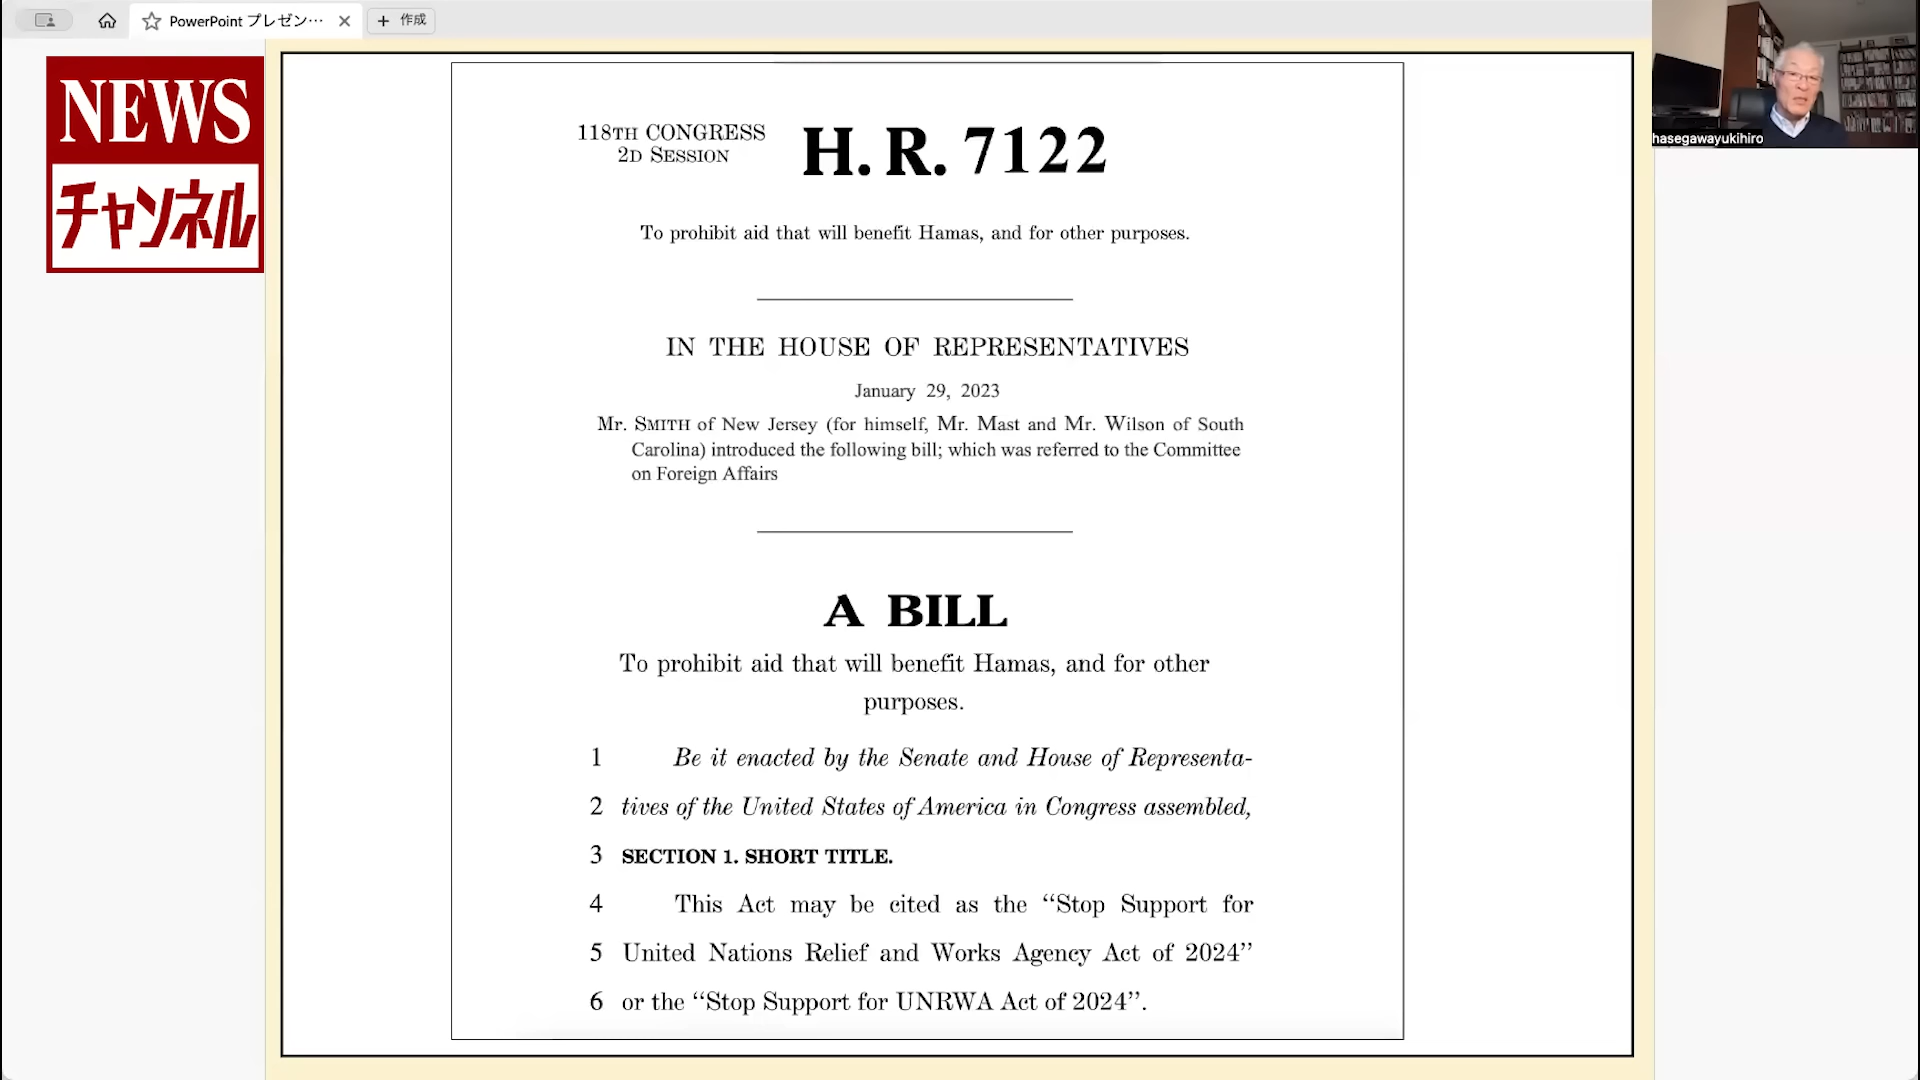 PowerPoint プレゼン…
作成
NEWS
チャンネル
hasegawayukihiro
118TH CONGRESS
2D SESSION
H. R. 7122
To prohibit aid that will benefit Hamas, and for other purposes.
IN THE HOUSE OF REPRESENTATIVES
January 29, 2023
Mr. SMITH of New Jersey (for himself, Mr. Mast and Mr. Wilson of South
Carolina) introduced the following bill; which was referred to the Committee
on Foreign Affairs
A BILL
To prohibit aid that will benefit Hamas, and for other
purposes.
1 Be it enacted by the Senate and House of Representa-
2 tives of the United States of America in Congress assembled,
3 SECTION 1. SHORT TITLE.
4 This Act may be cited as the ‘‘Stop Support for
5 United Nations Relief and Works Agency Act of 2024’’
6 or the ‘‘Stop Support for UNRWA Act of 2024’’.